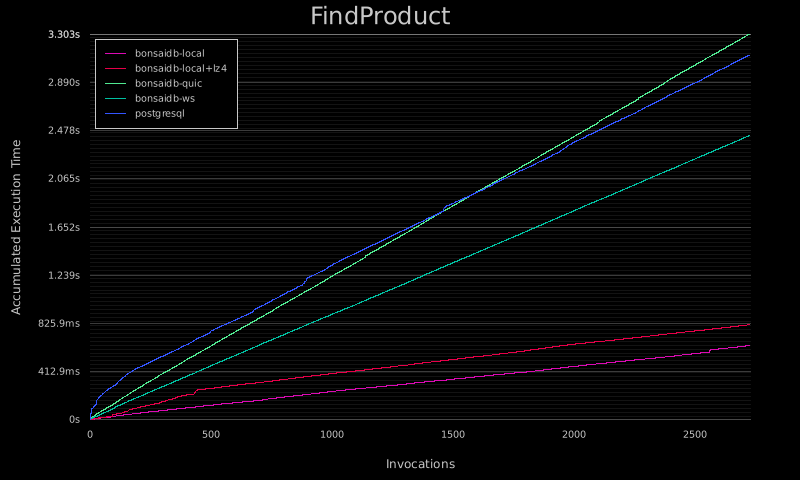 FindProduct
3.303s
bonsaidb-local
bonsaidb-local+lz4
2.890s
bonsaidb-quic
bonsaidb-ws
postgresql
2.478s
2.065s
Accumulated Execution Time
1.652s
1.239s
825.9ms
412.9ms
0s
0 500 1000 1500 2000 2500
Invocations